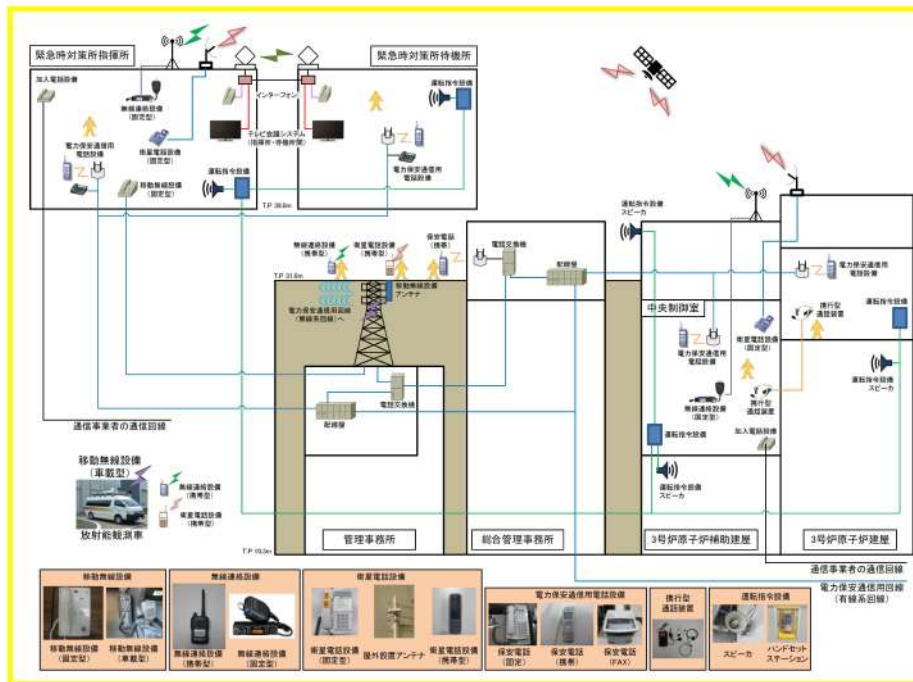 緊急時対策所指揮所
緊急時対策所待機所
加入電話設備
無線連絡設備
(固定型)
インターフォン
テレビ会議システム
(指揮所・待機所間)
運転指令設備
衛星電話設備
(固定型)
電力保安通信用
電話設備
移動無線設備
(固定型)
運転指令設備
電力保安通信用
電話設備
T.P 39.0m
無線連絡設備
(携帯型)
衛星電話設備
(携帯型)
保安電話
(携帯)
電話交換機
配線盤
運転指令設備
スピーカ
T.P 31.0m
移動無線設備
アンテナ
電力保安通信用回線
(無線系回線)へ
電力保安通信用
電話設備
中央制御室
衛星電話設備
(固定型)
携行型
通話装置
運転指令設備
電力保安通信用
電話設備
運転指令設備
スピーカ
電話交換機
配線盤
無線連絡設備
(固定型)
携行型
通話装置
通信事業者の通信回線
運転指令設備
加入電話設備
移動無線設備
(車載型)
無線連絡設備
(携帯型)
衛星電話設備
(携帯型)
放射能観測車
運転指令設備
スピーカ
管理事務所
総合管理事務所
3号炉原子炉補助建屋
3号炉原子炉建屋
T.P 10.0m
通信事業者の通信回線
電力保安通信用回線
(有線系回線)
移動無線設備
移動無線設備
(固定型)
移動無線設備
(車載型)
無線連絡設備
無線連絡設備
(携帯型)
無線連絡設備
(固定型)
衛星電話設備
衛星電話設備
(固定型)
屋外設置アンテナ
衛星電話設備
(携帯型)
電力保安通信用電話設備
保安電話
(固定)
保安電話
(携帯)
保安電話
(FAX)
携行型
通話装置
運転指令設備
スピーカ
ハンドセット
ステーション